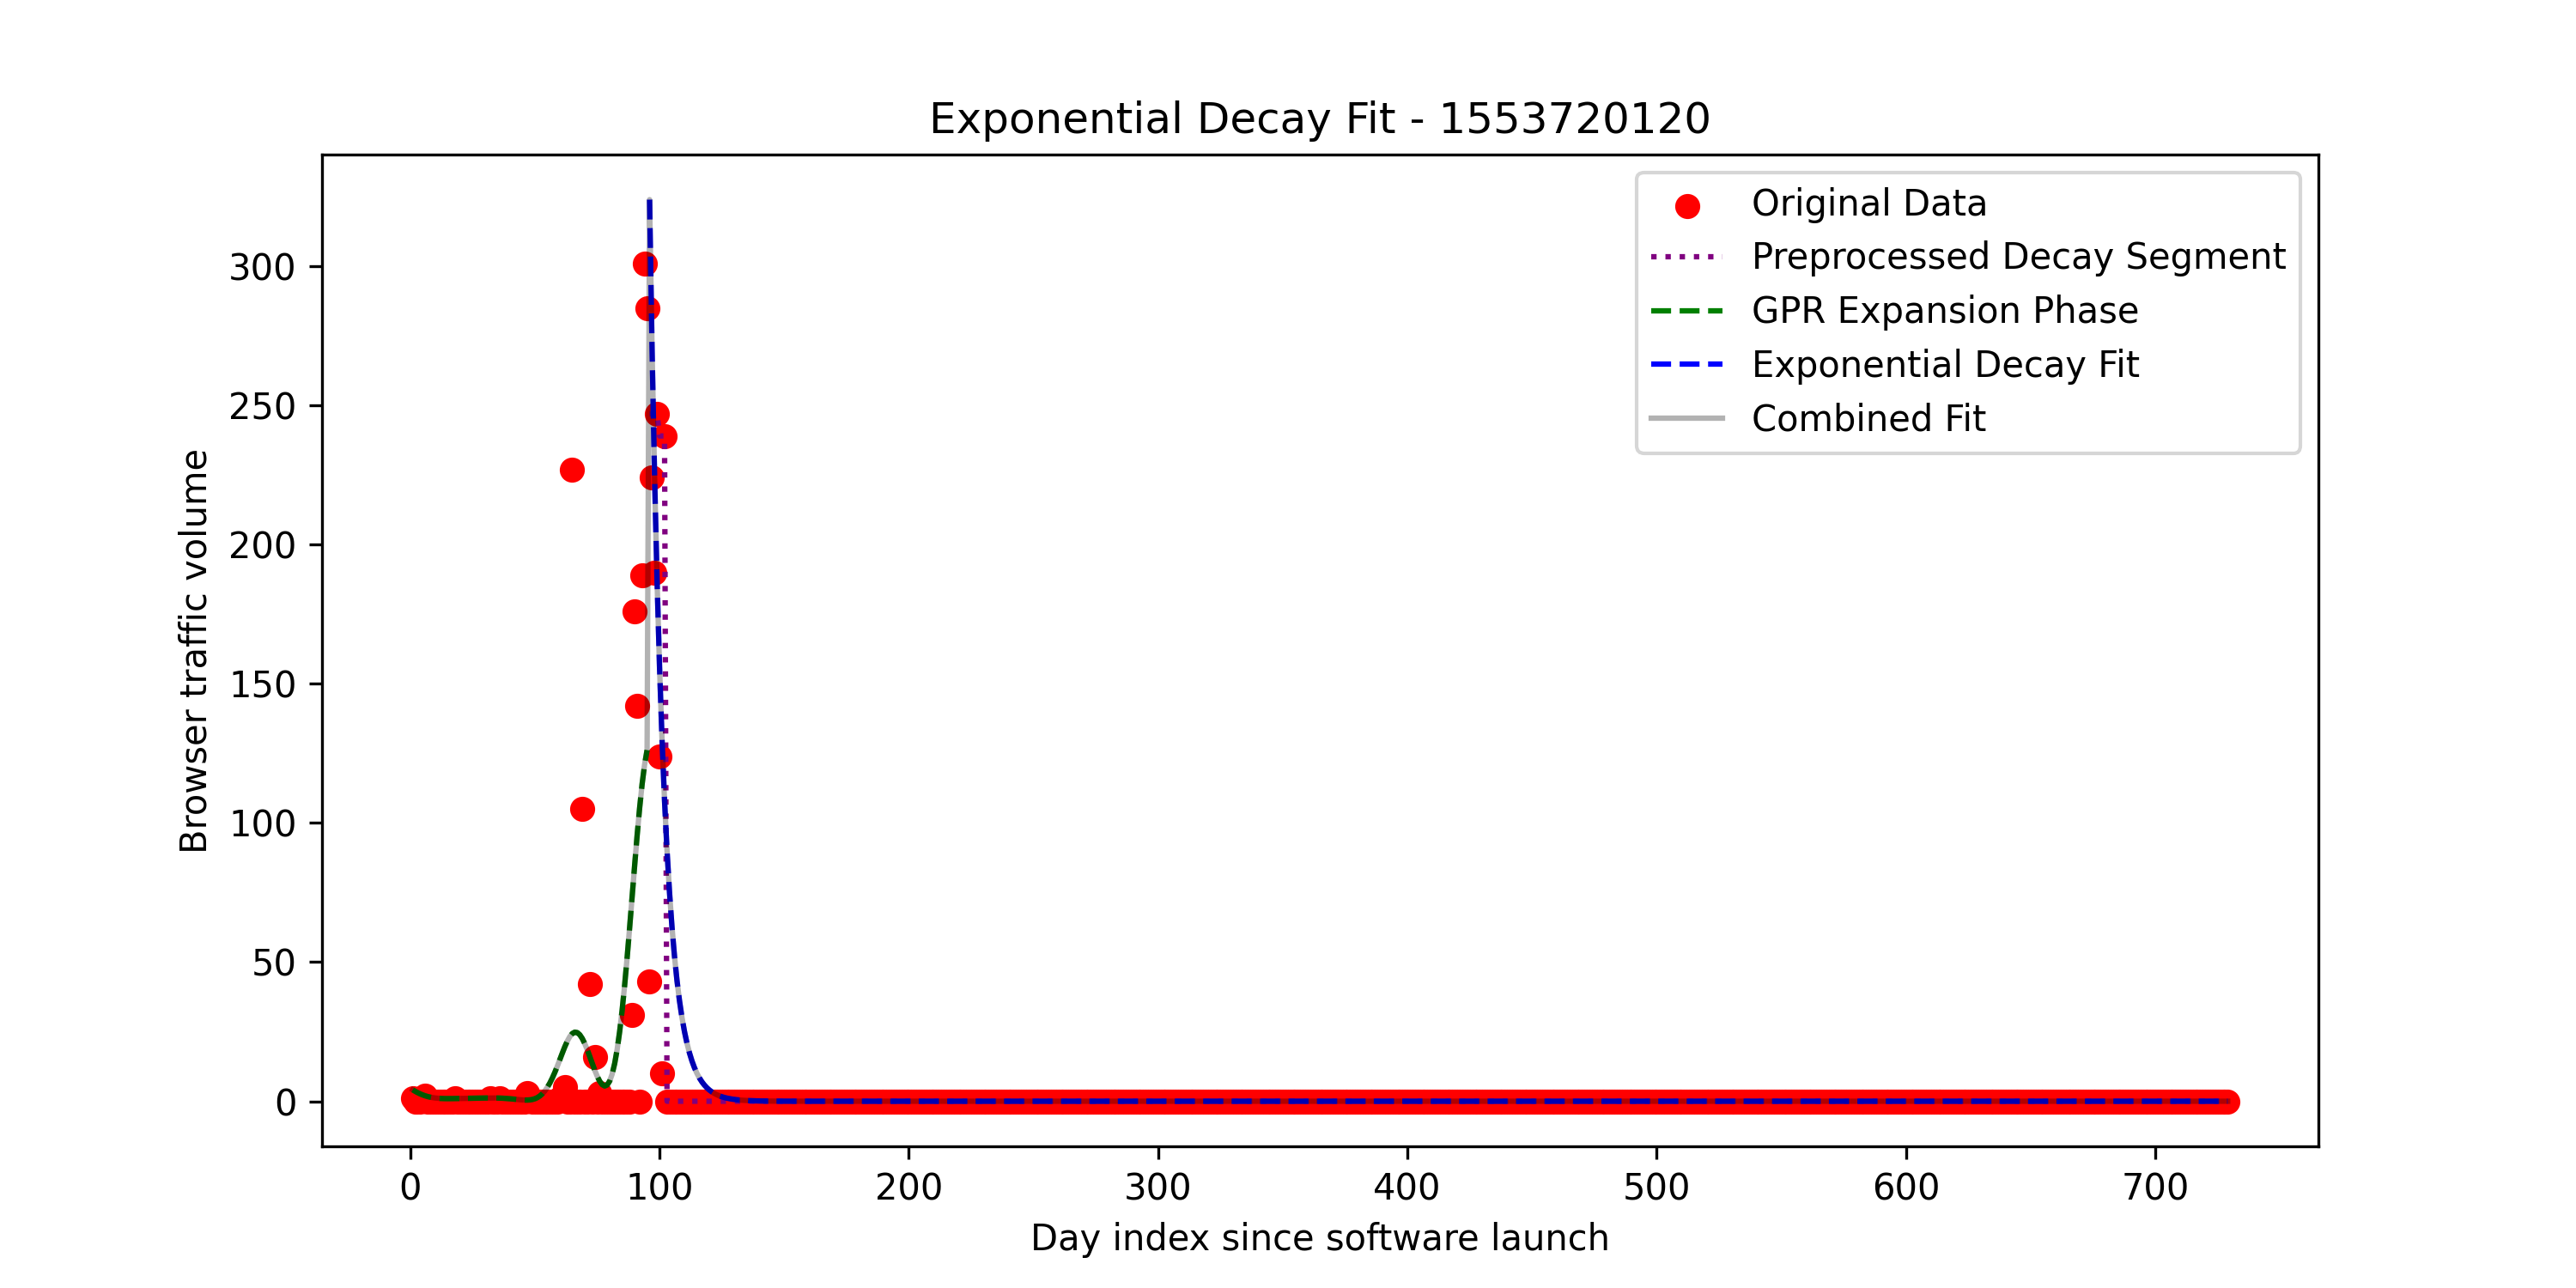 Exponential Decay Fit - 1553720120
Original Data
Preprocessed Decay Segment
GPR Expansion Phase
Exponential Decay Fit
Combined Fit
Browser traffic volume
300
250
200
150
100
50
0
0 100 200 300 400 500 600 700
Day index since software launch